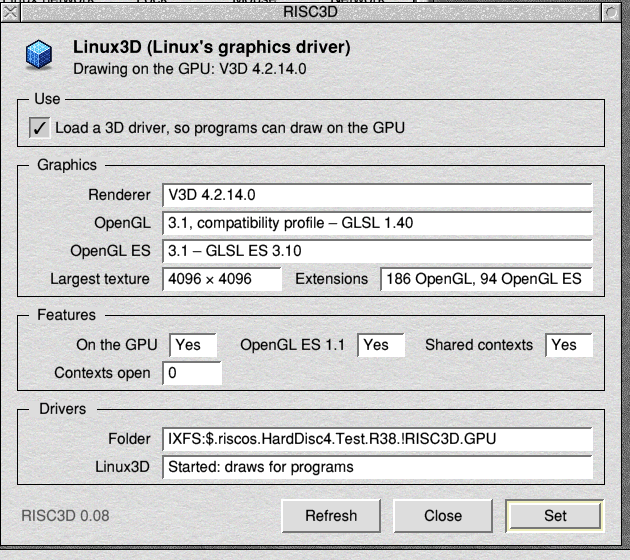 RISC3D
Linux3D (Linux's graphics driver)
Drawing on the GPU: V3D 4.2.14.0
Use
Load a 3D driver, so programs can draw on the GPU
Graphics
Renderer V3D 4.2.14.0
OpenGL 3.1, compatibility profile – GLSL 1.40
OpenGL ES 3.1 – GLSL ES 3.10
Largest texture 4096 × 4096 Extensions 186 OpenGL, 94 OpenGL ES
Features
On the GPU Yes OpenGL ES 1.1 Yes Shared contexts Yes
Contexts open 0
Drivers
Folder IXFS:$.riscos.HardDisc4.Test.R38.!RISC3D.GPU
Linux3D Started: draws for programs
RISC3D 0.08 Refresh Close Set